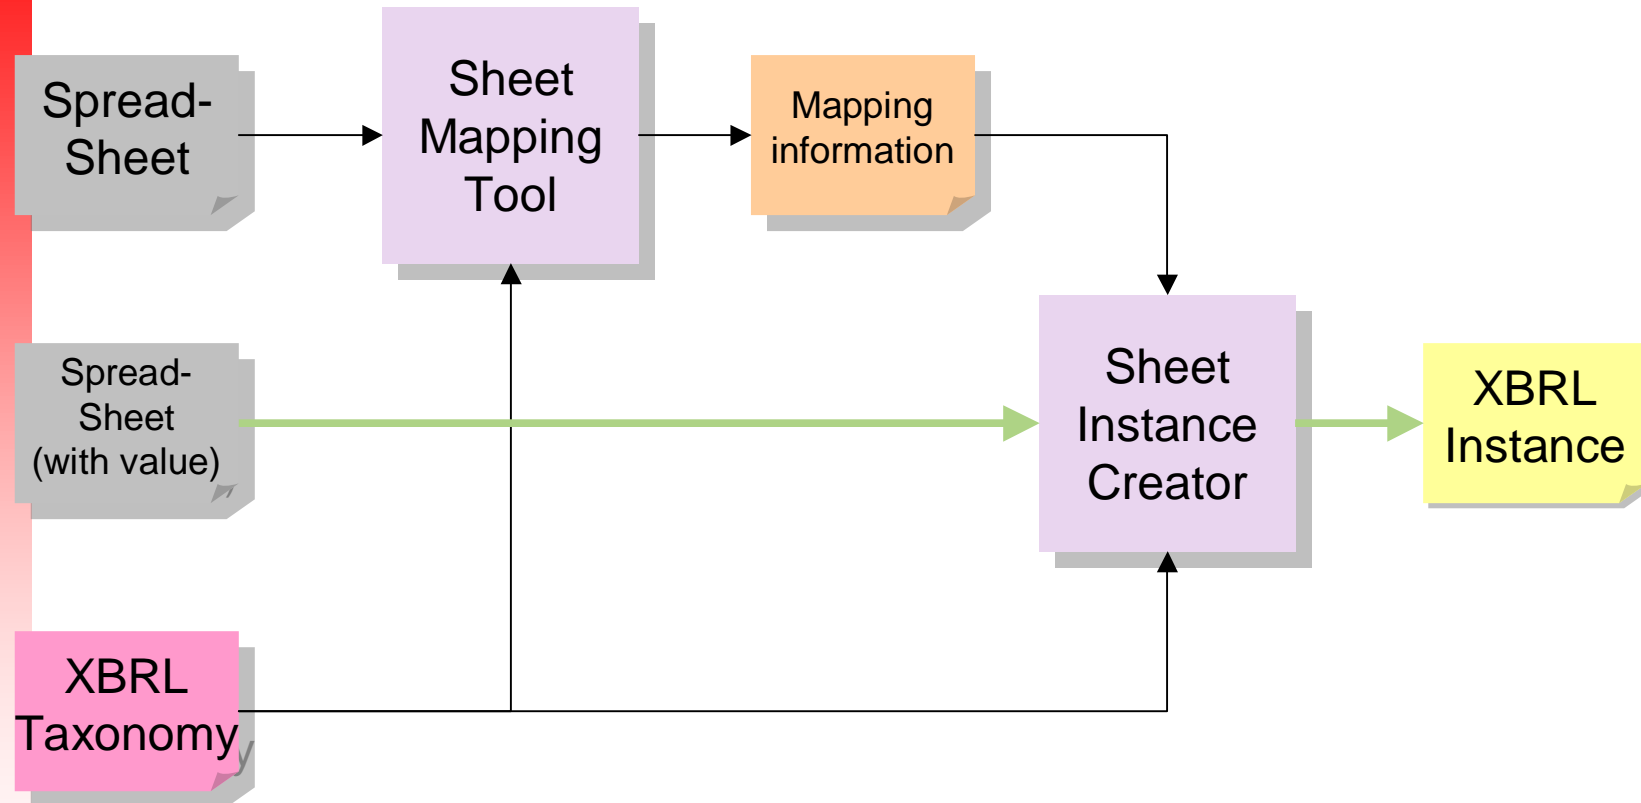 Spread-
Sheet
Sheet
Mapping
Tool
Mapping
information
Spread-
Sheet
(with value)
Sheet
Instance
Creator
XBRL
Instance
XBRL
Taxonomy